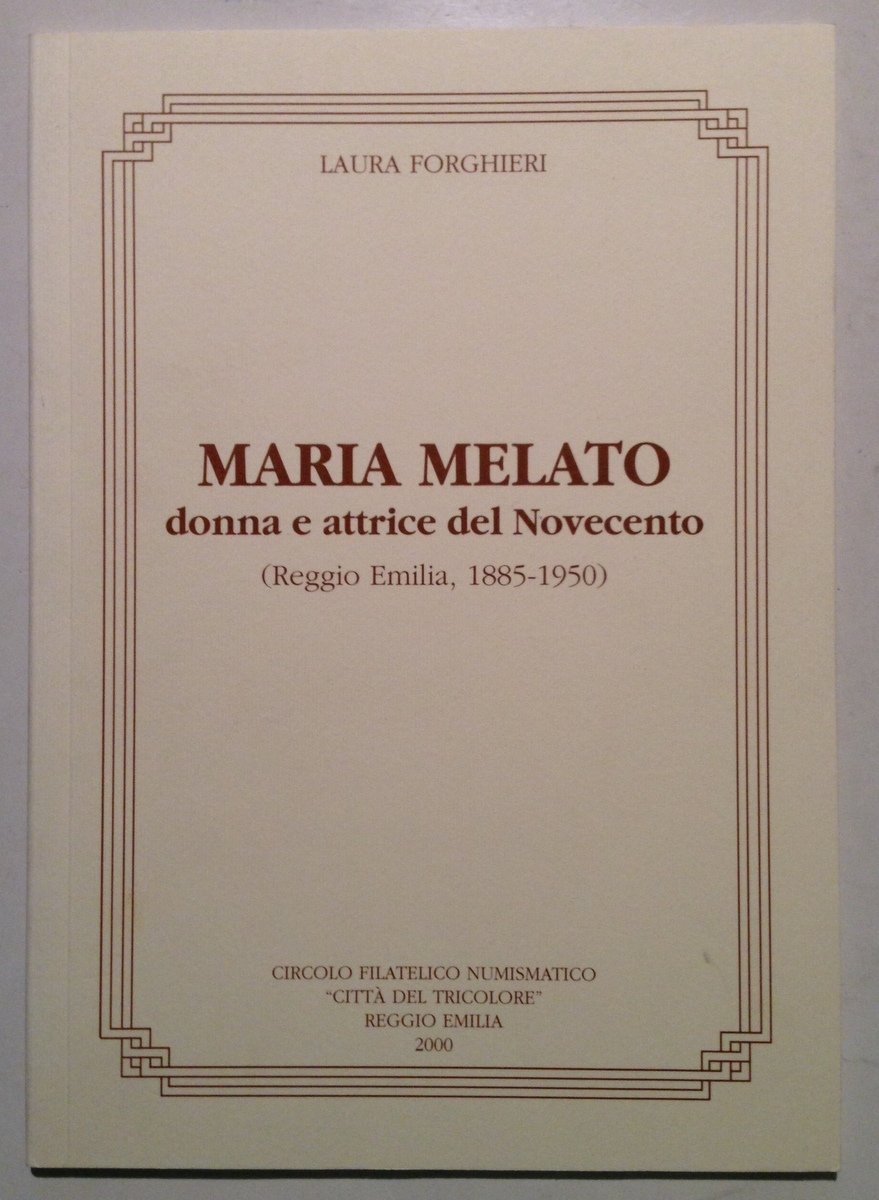 LAURA FORGHIERI
MARIA MELATO
donna e attrice del Novecento
(Reggio Emilia, 1885-1950)
CIRCOLO FILATELICO NUMISMATICO
"CITTÀ DEL TRICOLORE"
REGGIO EMILIA
2000